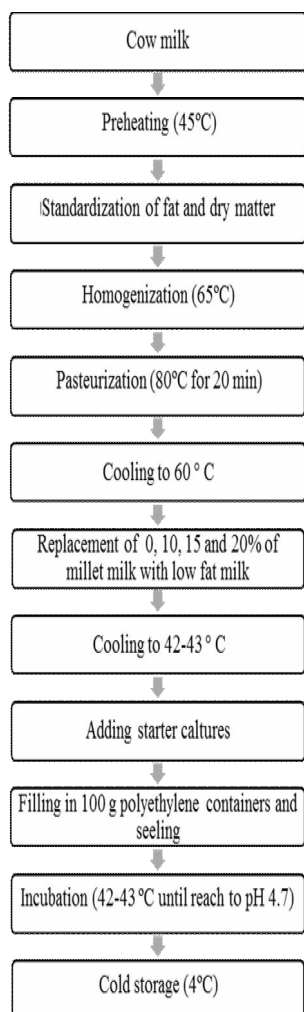 Cow milk
Preheating (45ºC)
Standardization of fat and dry matter
Homogenization (65ºC)
Pasteurization (80ºC for 20 min)
Cooling to 60 º C
Replacement of 0, 10, 15 and 20% of
millet milk with low fat milk
Cooling to 42-43 º C
Adding starter caltures
Filling in 100 g polyethylene containers and
seeling
Incubation (42-43 ºC until reach to pH 4.7)
Cold storage (4ºC)